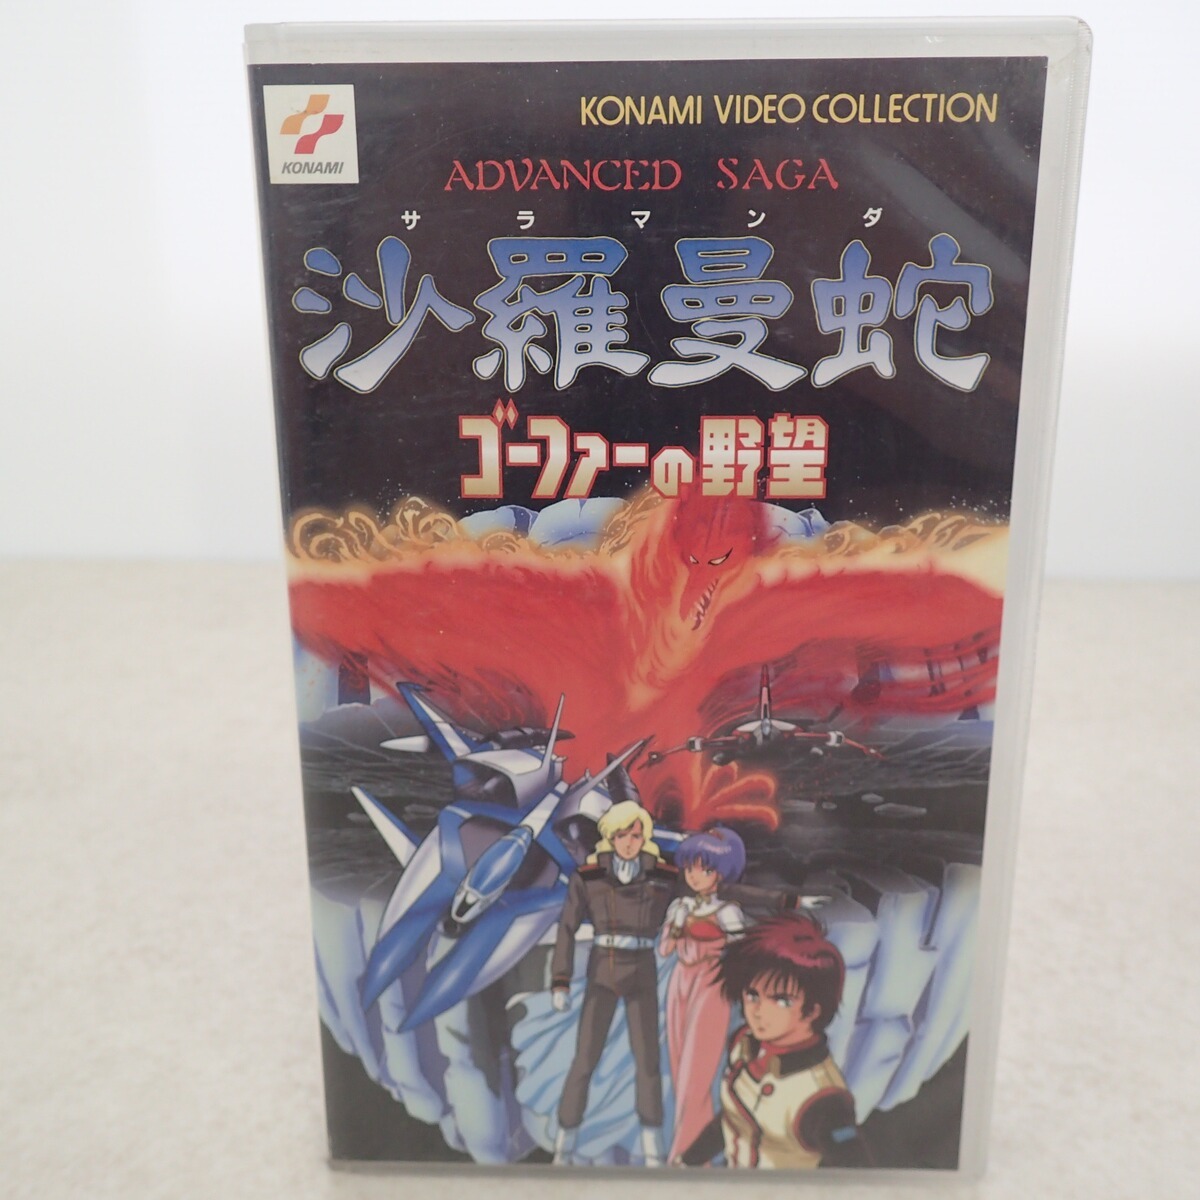 KONAMI
KONAMI VIDEO COLLECTION
ADVANCED SAGA
サラマンダ
沙羅曼蛇
ゴーファーの野望